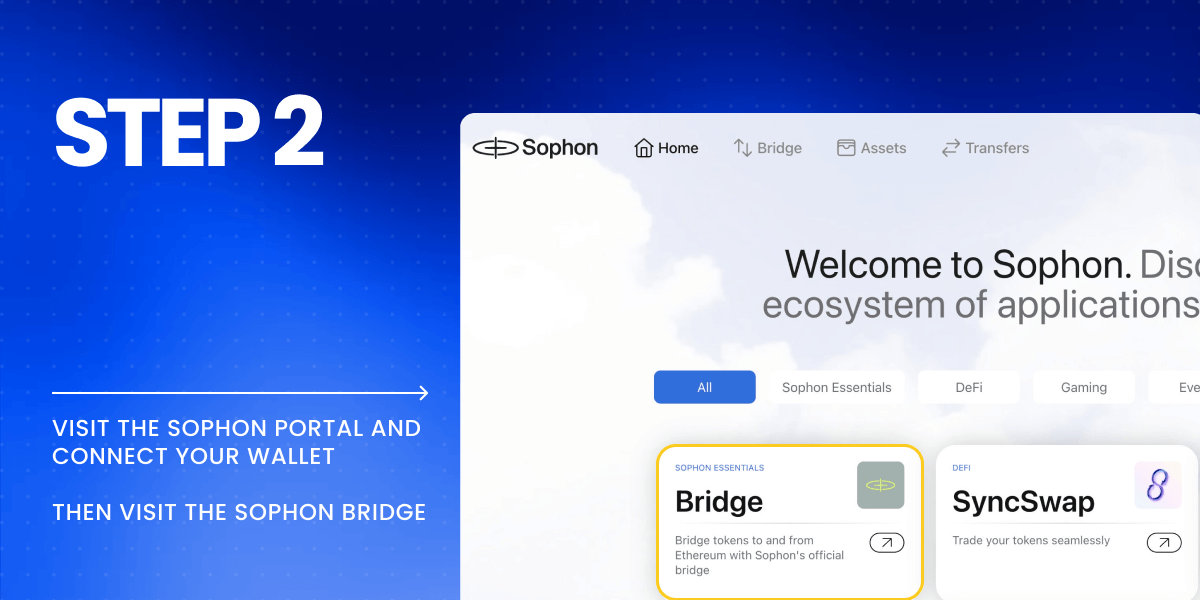 STEP 2
VISIT THE SOPHON PORTAL AND
CONNECT YOUR WALLET
THEN VISIT THE SOPHON BRIDGE
Sophon
Home
Bridge
Assets
Transfers
Welcome to Sophon. Disc
ecosystem of applications
All
Sophon Essentials
DeFi
Gaming
Eve
SOPHON ESSENTIALS
Bridge
Bridge tokens to and from
Ethereum with Sophon's official
bridge
DEFI
SyncSwap
Trade your tokens seamlessly